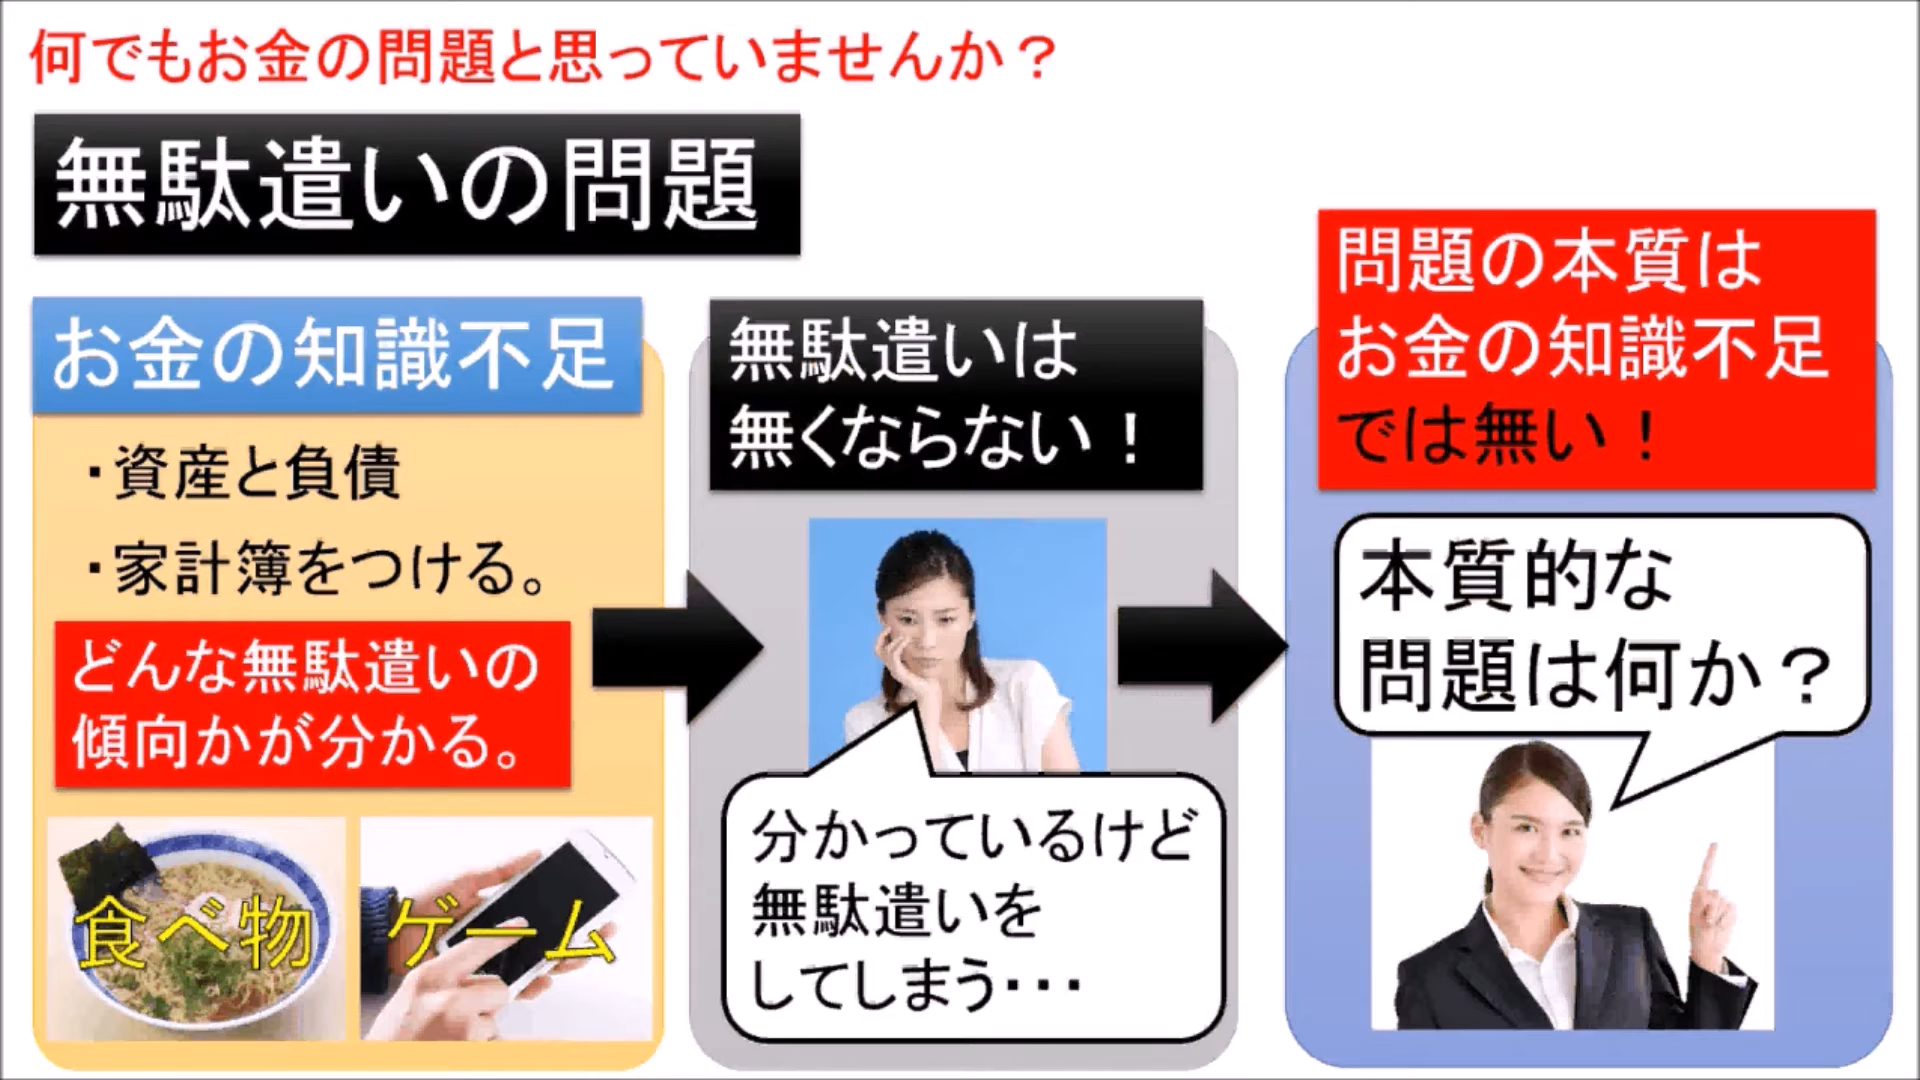 何でもお金の問題と思っていませんか？
無駄遣いの問題
お金の知識不足
・資産と負債
・家計簿をつける。
どんな無駄遣いの
傾向かが分かる。
食べ物
ゲーム
無駄遣いは
無くならない！
分かっているけど
無駄遣いを
してしまう・・・
問題の本質は
お金の知識不足
では無い！
本質的な
問題は何か？